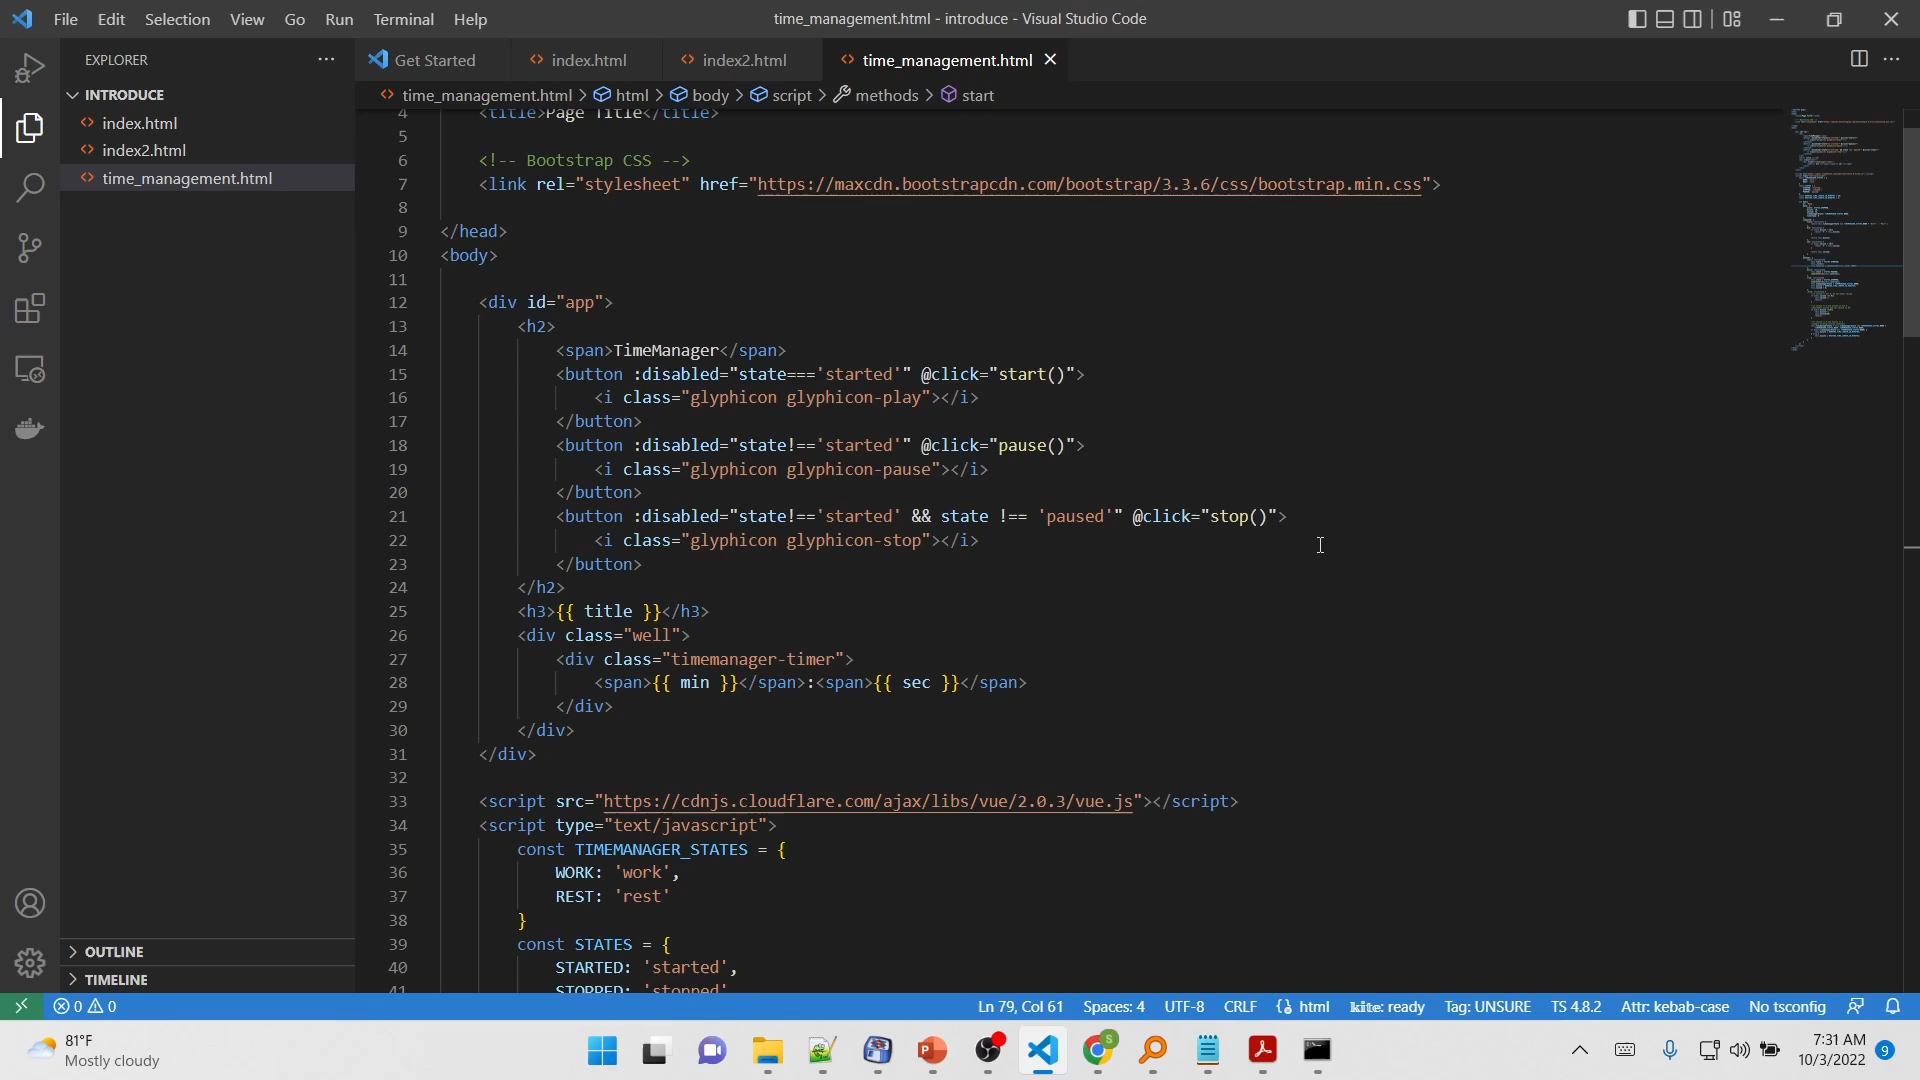 File Edit Selection View Go Run Terminal Help
time_management.html - introduce - Visual Studio Code
EXPLORER
INTRODUCE
index.html
index2.html
time_management.html
OUTLINE
TIMELINE
Get Started index.html index2.html time_management.html
time_management.html > html > body > script > methods > start
4 <title>Page Title</title>
5
6 <!-- Bootstrap CSS -->
7 <link rel="stylesheet" href="https://maxcdn.bootstrapcdn.com/bootstrap/3.3.6/css/bootstrap.min.css">
8
9 </head>
10 <body>
11
12 <div id="app">
13 <h2>
14 <span>TimeManager</span>
15 <button :disabled="state==='started'" @click="start()">
16 <i class="glyphicon glyphicon-play"></i>
17 </button>
18 <button :disabled="state!=='started'" @click="pause()">
19 <i class="glyphicon glyphicon-pause"></i>
20 </button>
21 <button :disabled="state!=='started' && state !== 'paused'" @click="stop()">
22 <i class="glyphicon glyphicon-stop"></i>
23 </button>
24 </h2>
25 <h3>{{ title }}</h3>
26 <div class="well">
27 <div class="timemanager-timer">
28 <span>{{ min }}</span>:<span>{{ sec }}</span>
29 </div>
30 </div>
31 </div>
32
33 <script src="https://cdnjs.cloudflare.com/ajax/libs/vue/2.0.3/vue.js"></script>
34 <script type="text/javascript">
35 const TIMEMANAGER_STATES = {
36 WORK: 'work',
37 REST: 'rest'
38 }
39 const STATES = {
40 STARTED: 'started',
41 STOPPED: 'stopped'
0 0 Ln 79, Col 61 Spaces: 4 UTF-8 CRLF html kite: ready Tag: UNSURE TS 4.8.2 Attr: kebab-case No tsconfig
81°F
Mostly cloudy
S
7:31 AM
10/3/2022
9